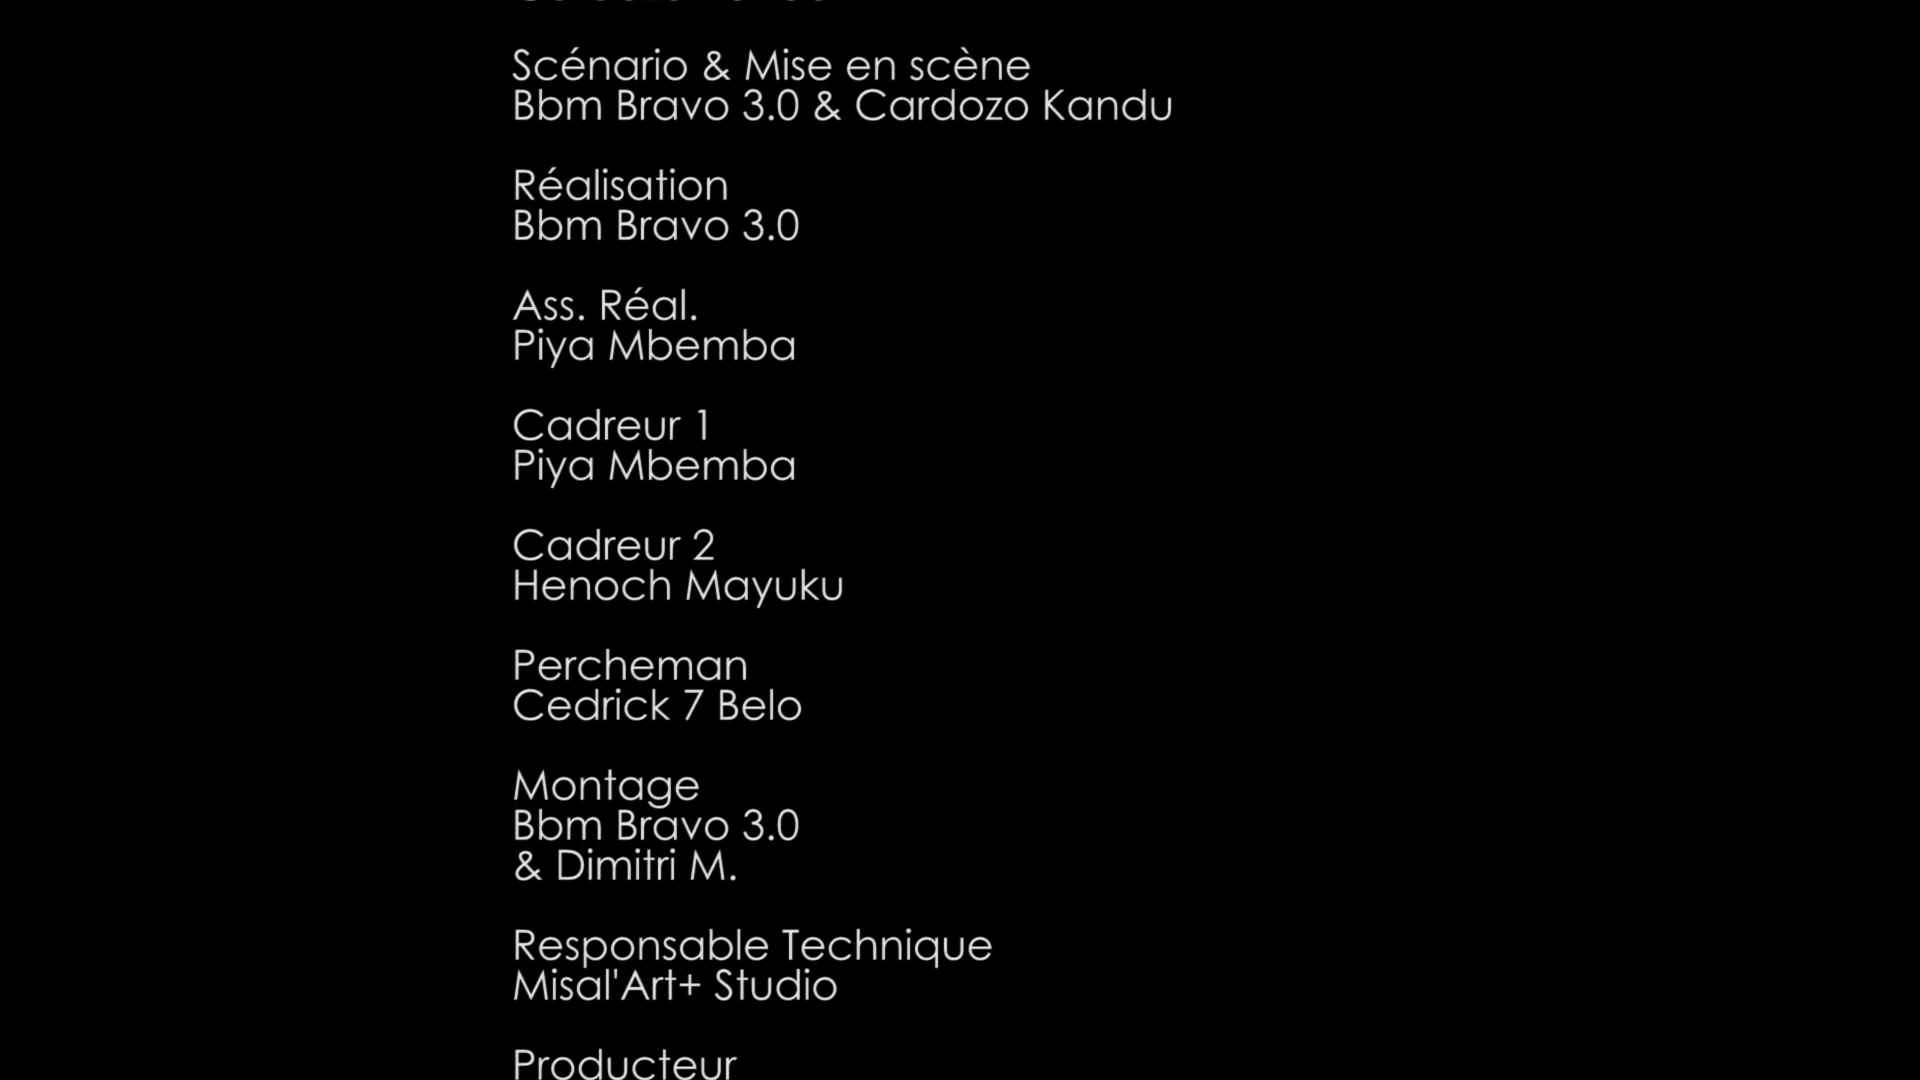 Scénario & Mise en scène
Bbm Bravo 3.0 & Cardozo Kandu
Réalisation
Bbm Bravo 3.0
Ass. Réal.
Piya Mbemba
Cadreur 1
Piya Mbemba
Cadreur 2
Henoch Mayuku
Percheman
Cedrick 7 Belo
Montage
Bbm Bravo 3.0
& Dimitri M.
Responsable Technique
Misal'Art+ Studio
Producteur